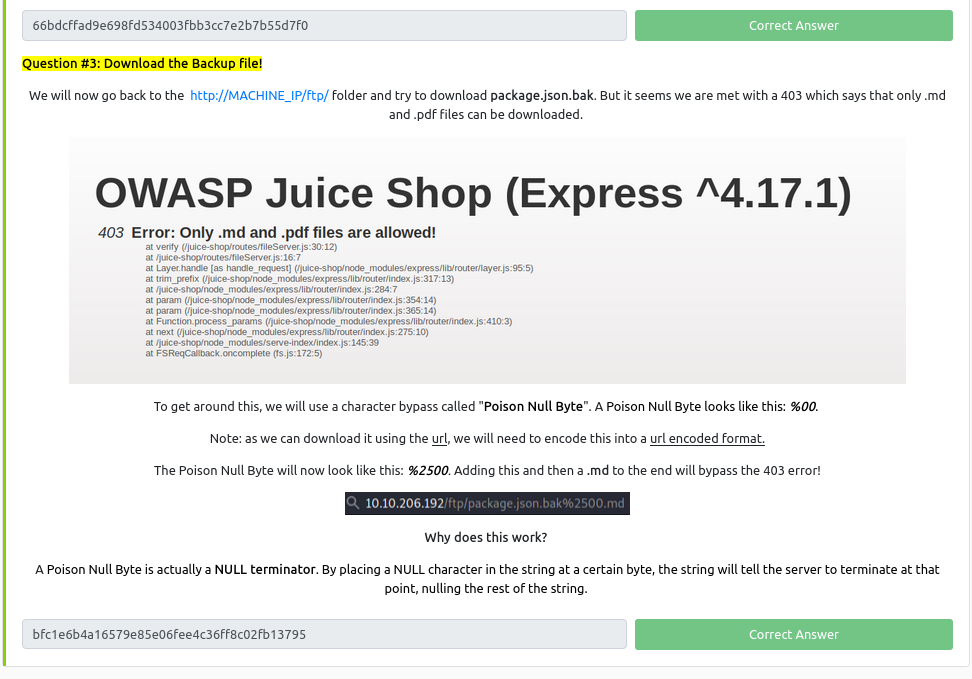 66bdcffad9e698fd534003fbb3cc7e2b7b55d7f0
Correct Answer
Question #3: Download the Backup file!
We will now go back to the http://MACHINE_IP/ftp/ folder and try to download package.json.bak. But it seems we are met with a 403 which says that only .md
and .pdf files can be downloaded.
OWASP Juice Shop (Express ^4.17.1)
403 Error: Only .md and .pdf files are allowed!
at verify (/juice-shop/routes/fileServer.js:30:12)
at /juice-shop/routes/fileServer.js:16:7
at Layer.handle [as handle_request] (/juice-shop/node_modules/express/lib/router/layer.js:95:5)
at trim_prefix (/juice-shop/node_modules/express/lib/router/index.js:317:13)
at /juice-shop/node_modules/express/lib/router/index.js:284:7
at param (/juice-shop/node_modules/express/lib/router/index.js:354:14)
at param (/juice-shop/node_modules/express/lib/router/index.js:365:14)
at Function.process_params (/juice-shop/node_modules/express/lib/router/index.js:410:3)
at next (/juice-shop/node_modules/express/lib/router/index.js:275:10)
at /juice-shop/node_modules/serve-index/index.js:145:39
at FSReqCallback.oncomplete (fs.js:172:5)
To get around this, we will use a character bypass called "Poison Null Byte". A Poison Null Byte looks like this: %00.
Note: as we can download it using the url, we will need to encode this into a url encoded format.
The Poison Null Byte will now look like this: %2500. Adding this and then a .md to the end will bypass the 403 error!
10.10.206.192/ftp/package.json.bak%2500.md
Why does this work?
A Poison Null Byte is actually a NULL terminator. By placing a NULL character in the string at a certain byte, the string will tell the server to terminate at that
point, nulling the rest of the string.
bfc1e6b4a16579e85e06fee4c36ff8c02fb13795
Correct Answer